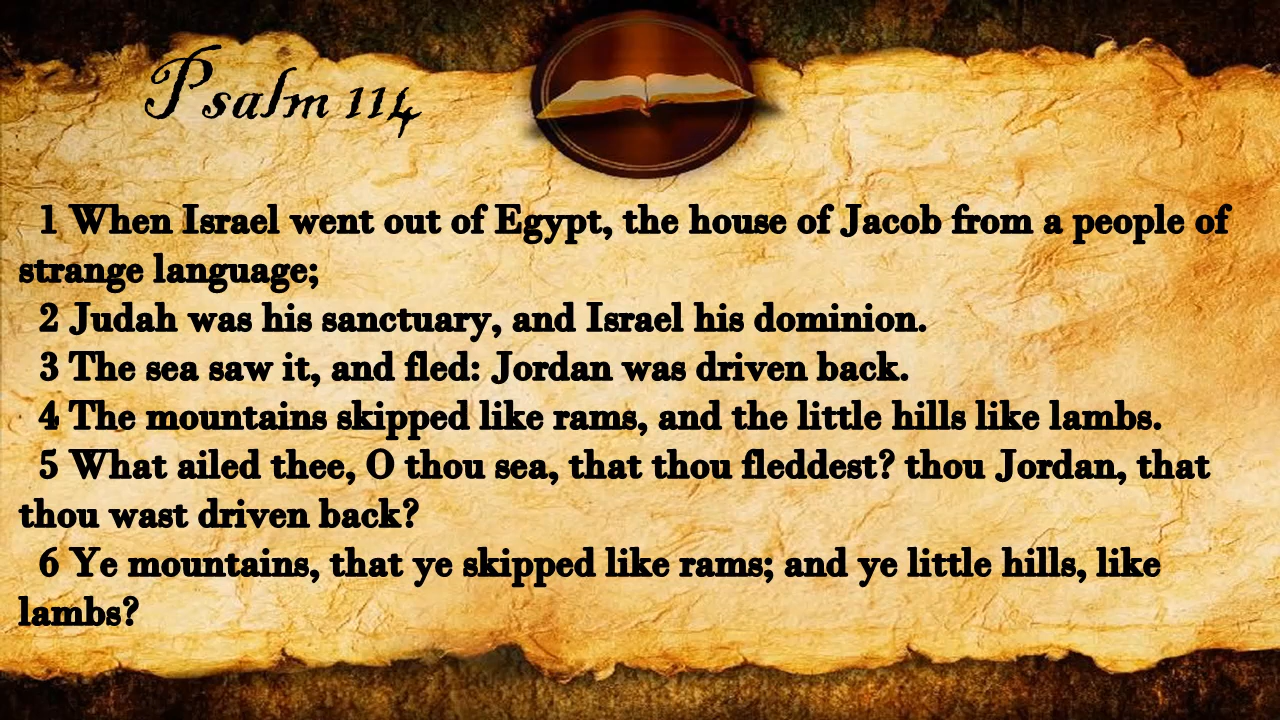 Psalm 114
1 When Israel went out of Egypt, the house of Jacob from a people of
strange language;
2 Judah was his sanctuary, and Israel his dominion.
3 The sea saw it, and fled: Jordan was driven back.
4 The mountains skipped like rams, and the little hills like lambs.
5 What ailed thee, O thou sea, that thou fleddest? thou Jordan, that
thou wast driven back?
6 Ye mountains, that ye skipped like rams; and ye little hills, like
lambs?